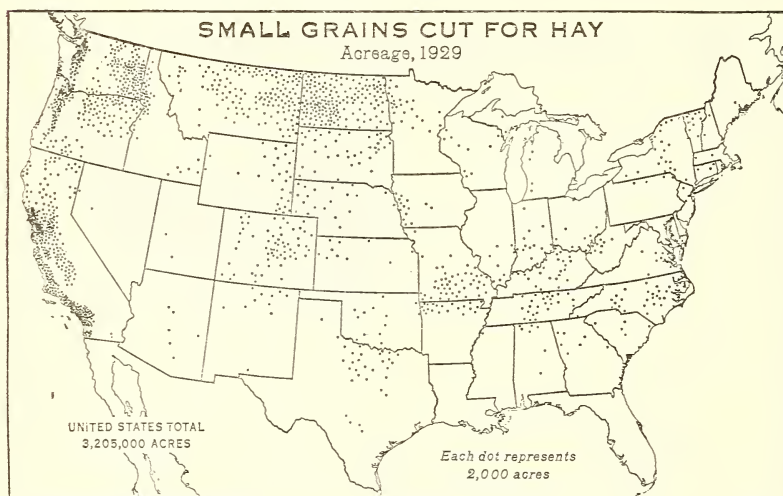 SMALL GRAINS CUT FOR HAY
Acreage, 1929
UNITED STATES TOTAL
3,205,000 ACRES
Each dot represents
2,000 acres